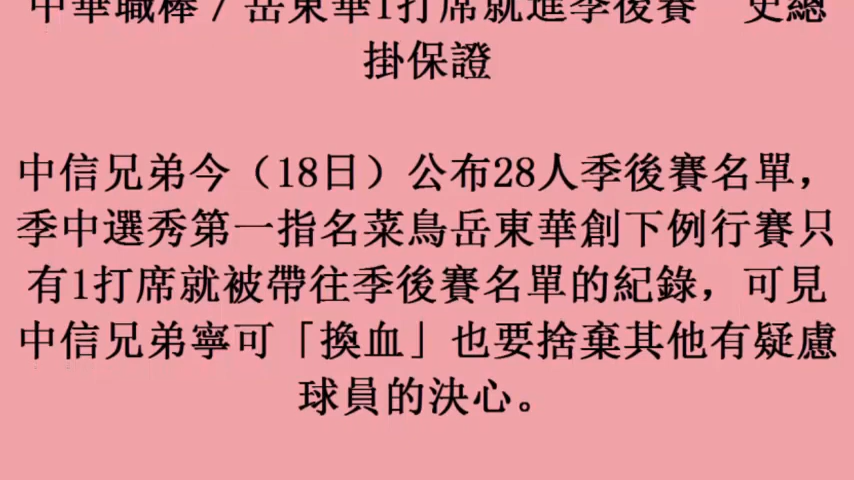 中華職棒／岳東華1打席就進季後賽　史總
掛保證
中信兄弟今（18日）公布28人季後賽名單，
季中選秀第一指名菜鳥岳東華創下例行賽只
有1打席就被帶往季後賽名單的紀錄，可見
中信兄弟寧可「換血」也要捨棄其他有疑慮
球員的決心。